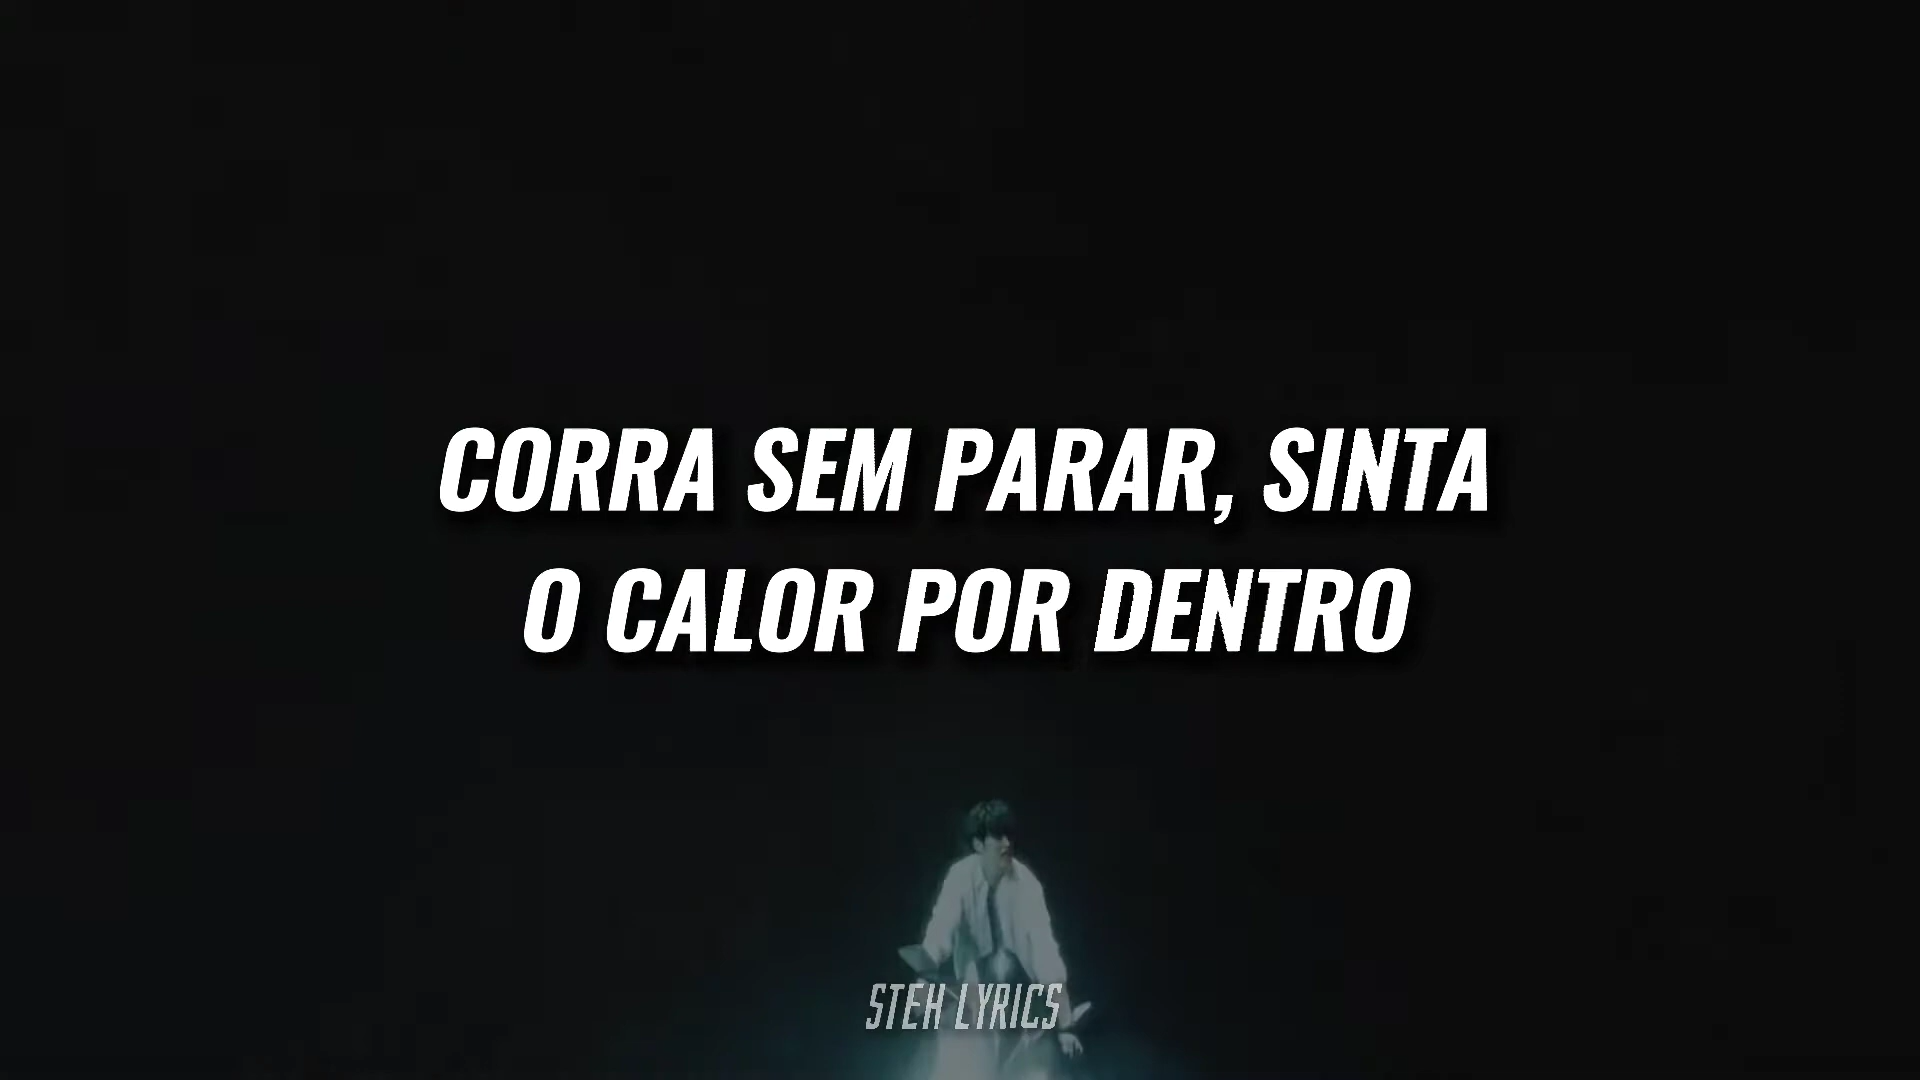 CORRA SEM PARAR, SINTA
O CALOR POR DENTRO
STEH LYRICS